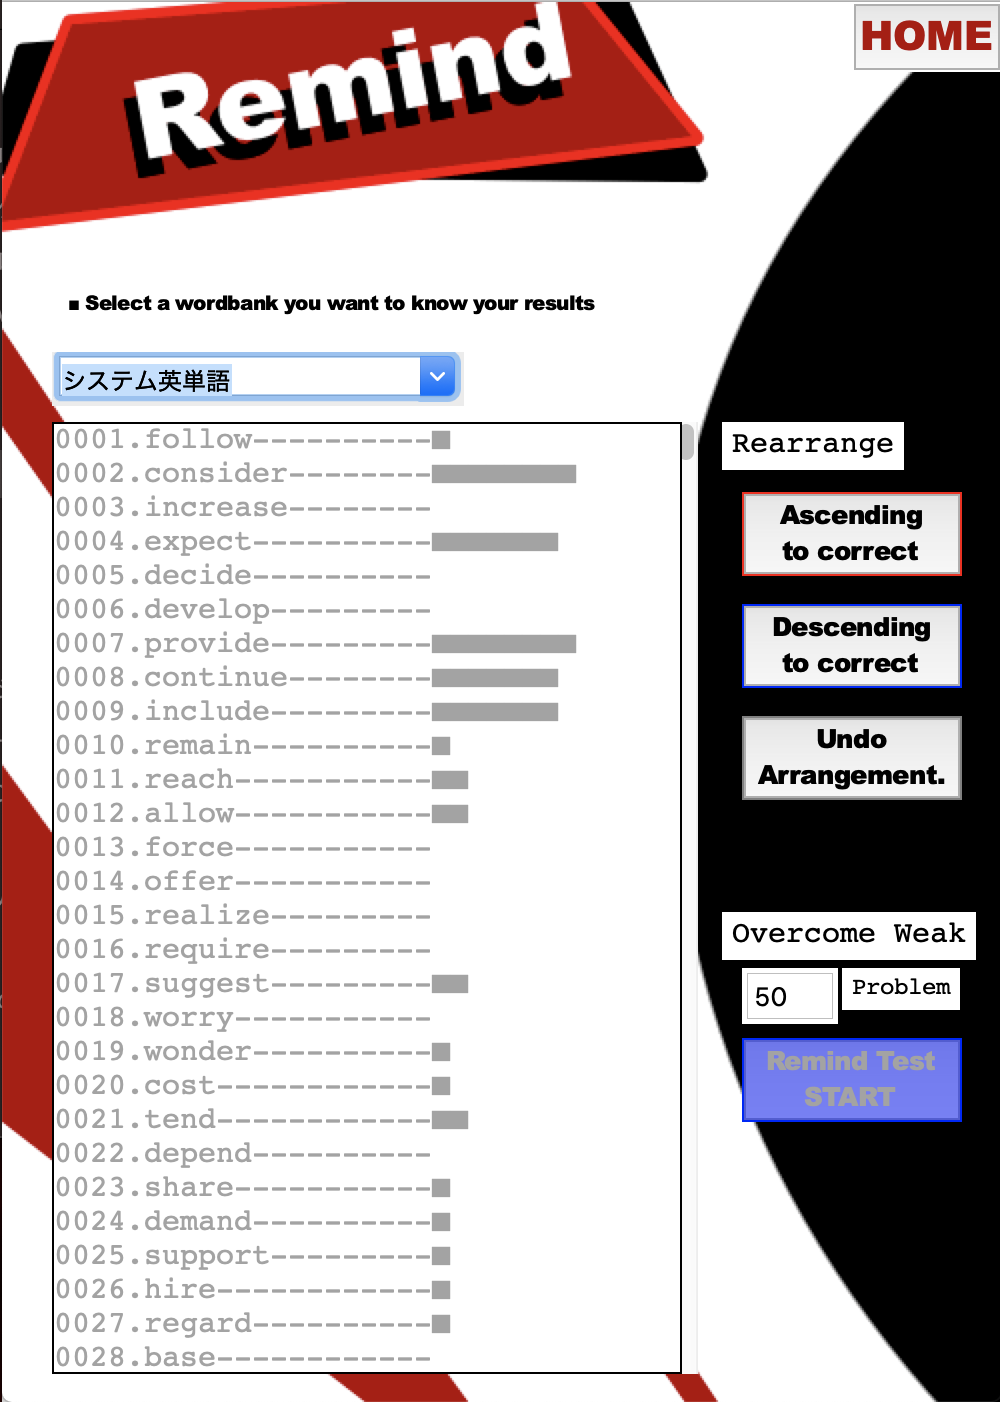 Remind
HOME
■ Select a wordbank you want to know your results
システム英単語
0001.follow----------■
0002.consider--------■■■■■■■■
0003.increase--------
0004.expect----------■■■■■■■
0005.decide----------
0006.develop---------
0007.provide---------■■■■■■■■
0008.continue--------■■■■■■■
0009.include---------■■■■■■■
0010.remain----------■
0011.reach-----------■■
0012.allow-----------■■
0013.force-----------
0014.offer-----------
0015.realize---------
0016.require---------
0017.suggest---------■■
0018.worry-----------
0019.wonder----------■
0020.cost------------■
0021.tend------------■■
0022.depend----------
0023.share-----------■
0024.demand----------■
0025.support---------■
0026.hire------------■
0027.regard----------■
0028.base------------
Rearrange
Ascending
to correct
Descending
to correct
Undo
Arrangement.
Overcome Weak
50 Problem
Remind Test
START